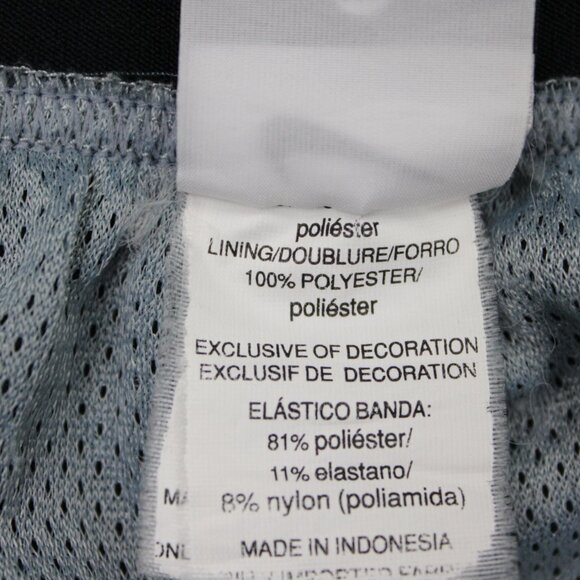 poliéster
LINING/DOUBLURE/FORRO
100% POLYESTER/
poliéster
EXCLUSIVE OF DECORATION
EXCLUSIF DE DECORATION
ELÁSTICO BANDA:
81% poliéster/
11% elastano/
8% nylon (poliamida)
MADE IN INDONESIA